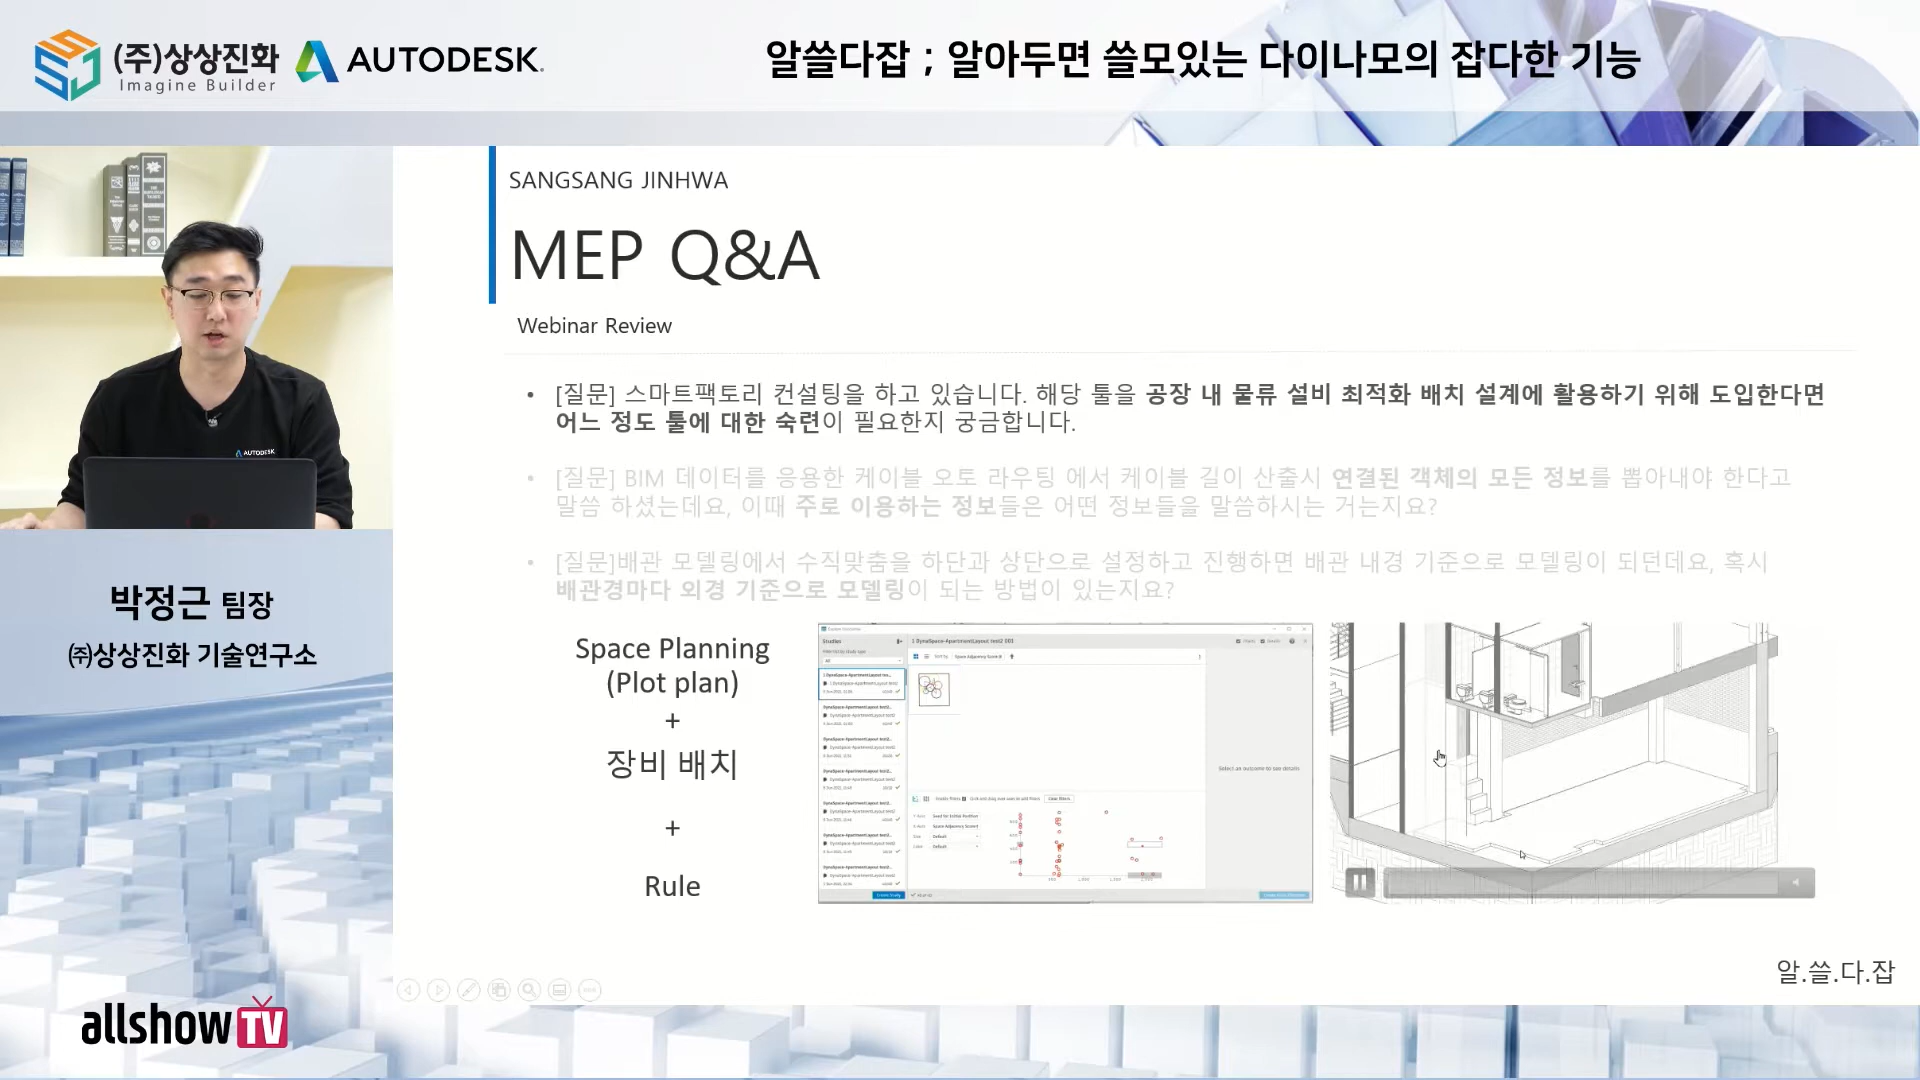 (주)상상진화
Imagine Builder
AUTODESK.
알쓸다잡 ; 알아두면 쓸모있는 다이나모의 잡다한 기능
SANGSANG JINHWA
MEP Q&A
Webinar Review
• [질문] 스마트팩토리 컨설팅을 하고 있습니다. 해당 툴을 공장 내 물류 설비 최적화 배치 설계에 활용하기 위해 도입한다면
어느 정도 툴에 대한 숙련이 필요한지 궁금합니다.
• [질문] BIM 데이터를 응용한 케이블 오토 라우팅 에서 케이블 길이 산출시 연결된 객체의 모든 정보를 뽑아내야 한다고
말씀 하셨는데요, 이때 주로 이용하는 정보들은 어떤 정보들을 말씀하시는 거는지요?
• [질문]배관 모델링에서 수직맞춤을 하단과 상단으로 설정하고 진행하면 배관 내경 기준으로 모델링이 되던데요, 혹시
배관경마다 외경 기준으로 모델링이 되는 방법이 있는지요?
Space Planning
(Plot plan)
+
장비 배치
+
Rule
Studies
1 DynaSpace-ApartmentLayout test2 003
Select an outcome to see details
AUTODESK
박정근 팀장
㈜상상진화 기술연구소
알.쓸.다.잡
allshowTV